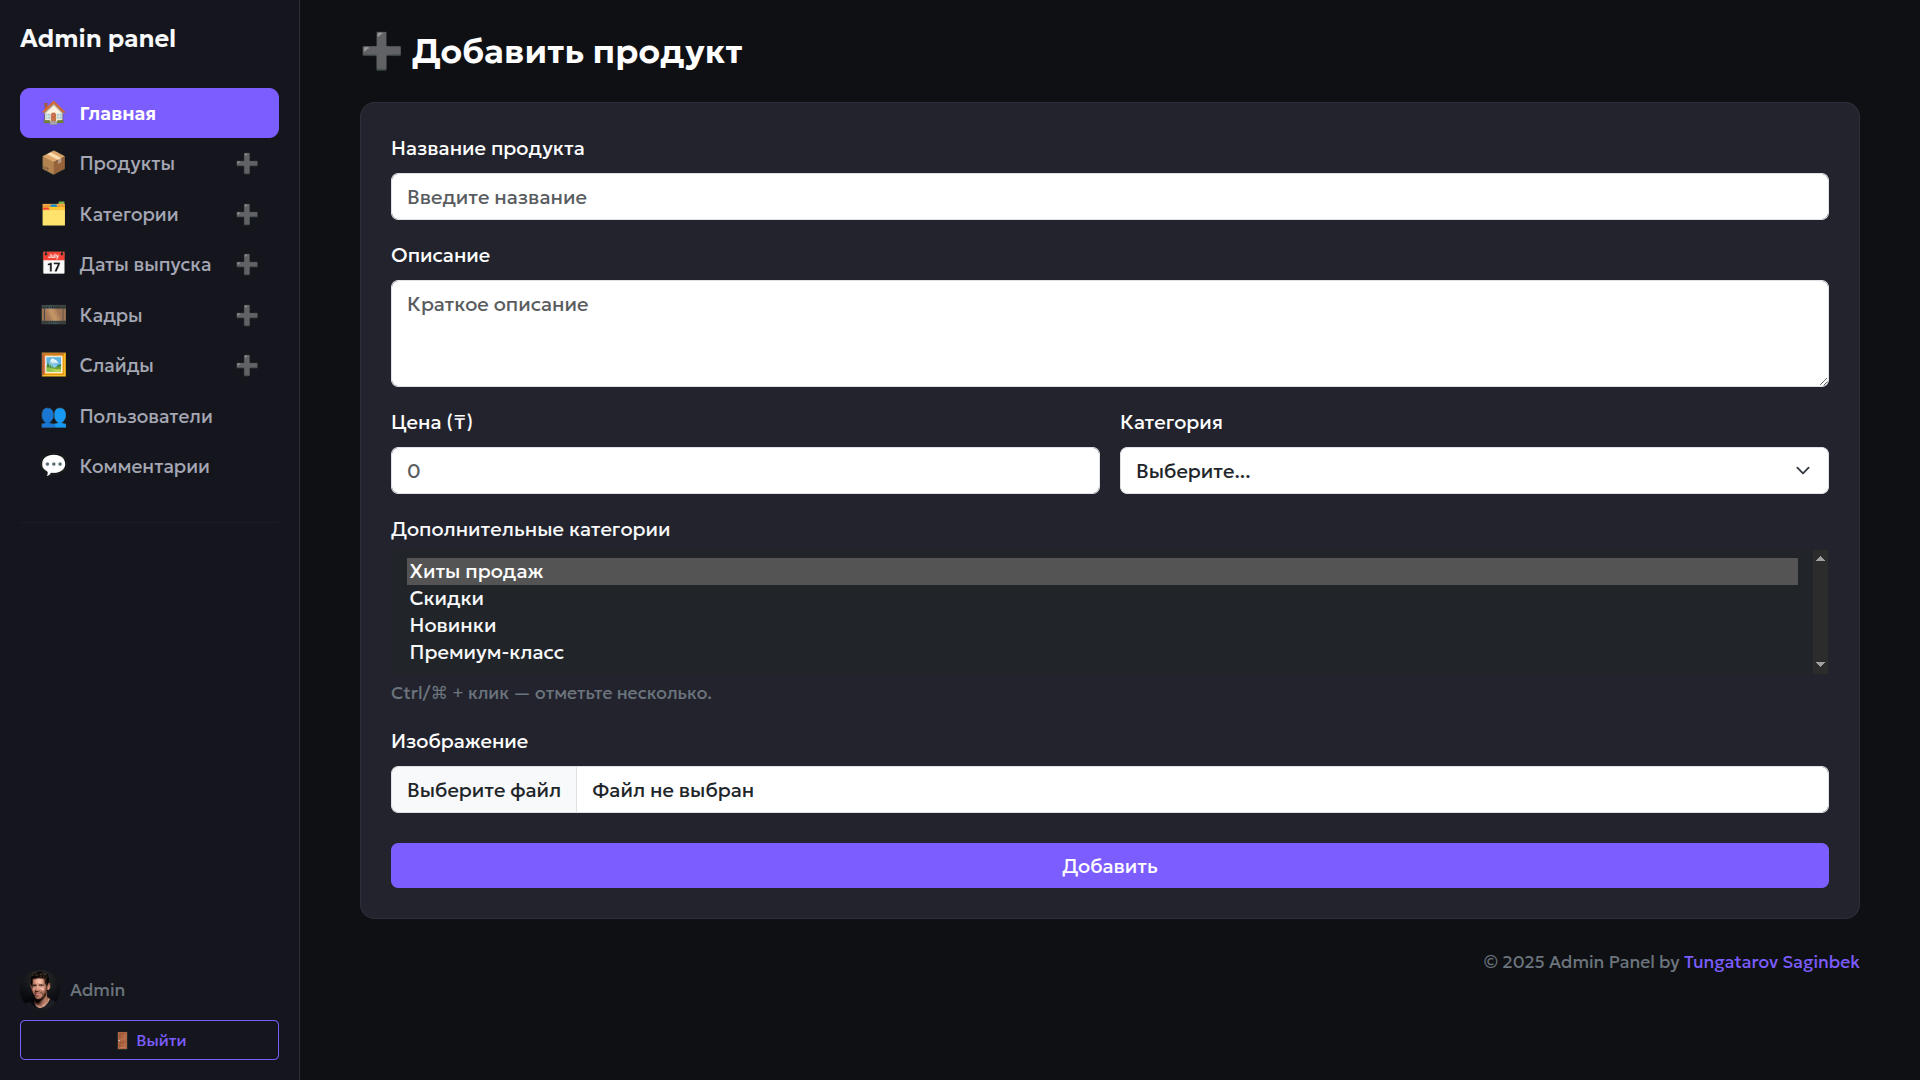 Admin panel
Главная
Продукты
Категории
Даты выпуска
Кадры
Слайды
Пользователи
Комментарии
Admin
Выйти
Добавить продукт
Название продукта
Введите название
Описание
Краткое описание
Цена (₸)
Категория
0
Выберите...
Дополнительные категории
Хиты продаж
Скидки
Новинки
Премиум-класс
Ctrl/⌘ + клик — отметьте несколько.
Изображение
Выберите файл
Файл не выбран
Добавить
© 2025 Admin Panel by Tungatarov Saginbek